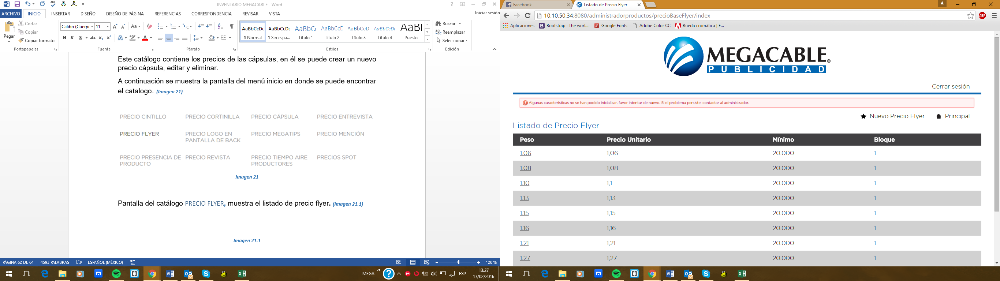 INVENTARIO MEGACABLE - Word
ARCHIVO INICIO INSERTAR DISEÑO DISEÑO DE PÁGINA REFERENCIAS CORRESPONDENCIA REVISAR VISTA Iniciar sesión
Pegar
Cortar
Copiar
Copiar formato
Portapapeles
Calibri (Cuerpo 11
N K S abc x₂ x²
Fuente
Párrafo
AaBbCcDc AaBbCcDc AaBbC( AaBbCcE AaBbCcD AaBbCcDc AaBI
¶ Normal ¶ Sin espa... Título 1 Título 2 Título 3 Título 4 Puesto
Estilos
Buscar
Reemplazar
Seleccionar
Edición
Este catálogo contiene los precios de las cápsulas, en él se puede crear un nuevo
precio cápsula, editar y eliminar.
A continuación se muestra la pantalla del menú inicio en donde se puede encontrar
el catalogo. (Imagen 21)
PRECIO CINTILLO PRECIO CORTINILLA PRECIO CÁPSULA PRECIO ENTREVISTA
PRECIO FLYER PRECIO LOGO EN PRECIO MEGATIPS PRECIO MENCIÓN
PANTALLA DE BACK
PRECIO PRESENCIA DE PRECIO REVISTA PRECIO TIEMPO AIRE PRECIOS SPOT
PRODUCTO PRODUCTORES
Imagen 21
Pantalla del catálogo PRECIO FLYER, muestra el listado de precio flyer. (Imagen 21.1)
Imagen 21.1
PÁGINA 62 DE 64 4593 PALABRAS ESPAÑOL (MÉXICO) 120 %
MEGA » ESP 13:27
17/02/2016
Facebook
Listado de Precio Flyer
10.10.50.34:8080/administradorproductos/precioBaseFlyer/index
ABP
Aplicaciones Bootstrap · The worl... Google Fonts Adobe Color CC Rueda cromática | E...
MEGACABLE®
PUBLICIDAD
Cerrar sesión
Algunas características no se han podido inicializar, favor intentar de nuevo. Si el problema persiste, contactar al administrador.
Nuevo Precio Flyer Principal
Listado de Precio Flyer
Peso Precio Unitario Mínimo Bloque
1.06 1,06 20.000 1
1.08 1,08 20.000 1
1.10 1,1 20.000 1
1.13 1,13 20.000 1
1.15 1,15 20.000 1
1.16 1,16 20.000 1
1.21 1,21 20.000 1
1.27 1,27 20.000 1